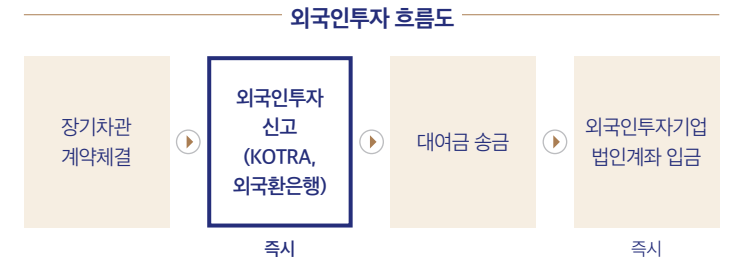 외국인투자 흐름도
장기차관
계약체결
외국인투자
신고
(KOTRA,
외국환은행)
즉시
대여금 송금
외국인투자기업
법인계좌 입금
즉시